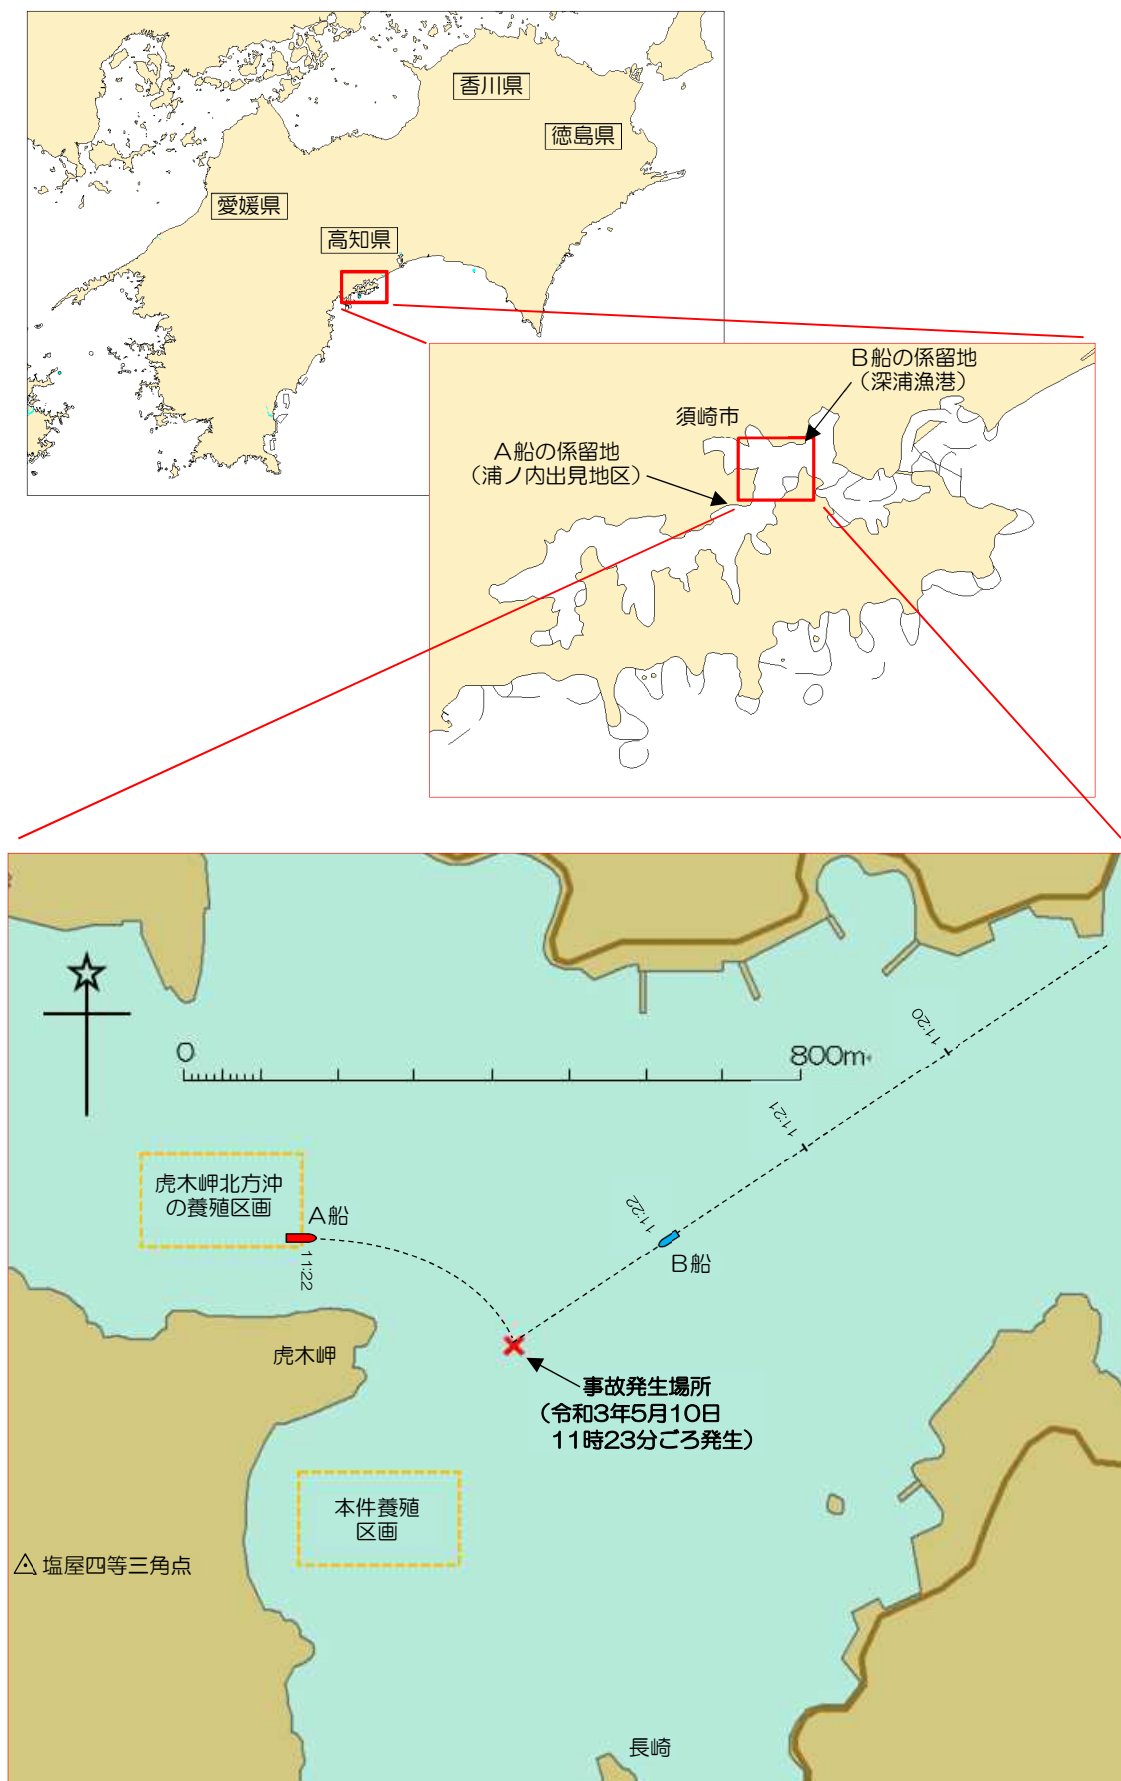 香川県
徳島県
愛媛県
高知県
B船の係留地
(深浦漁港)
須崎市
A船の係留地
(浦ノ内出見地区)
0
800m
11:20
11:21
11:22
虎木岬北方沖
の養殖区画
A船
11:22
B船
虎木岬
事故発生場所
(令和3年5月10日
11時23分ごろ発生)
本件養殖
区画
塩屋四等三角点
長崎